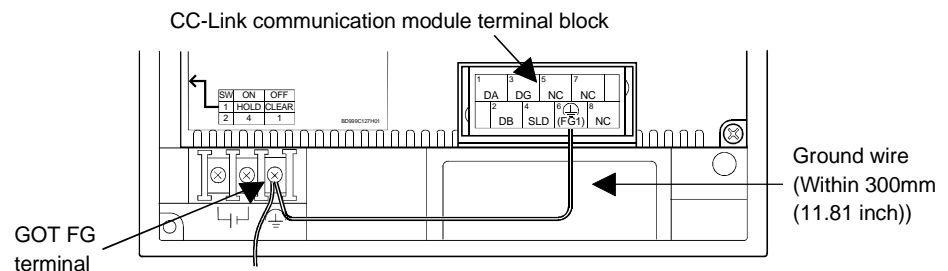 CC-Link communication module terminal block
SW ON OFF
1 HOLD CLEAR
2 4 1
BD999C127H01
1 3 5 7
DA DG NC NC
2 4 6 8
DB SLD (FG1) NC
Ground wire
(Within 300mm
(11.81 inch))
GOT FG
terminal